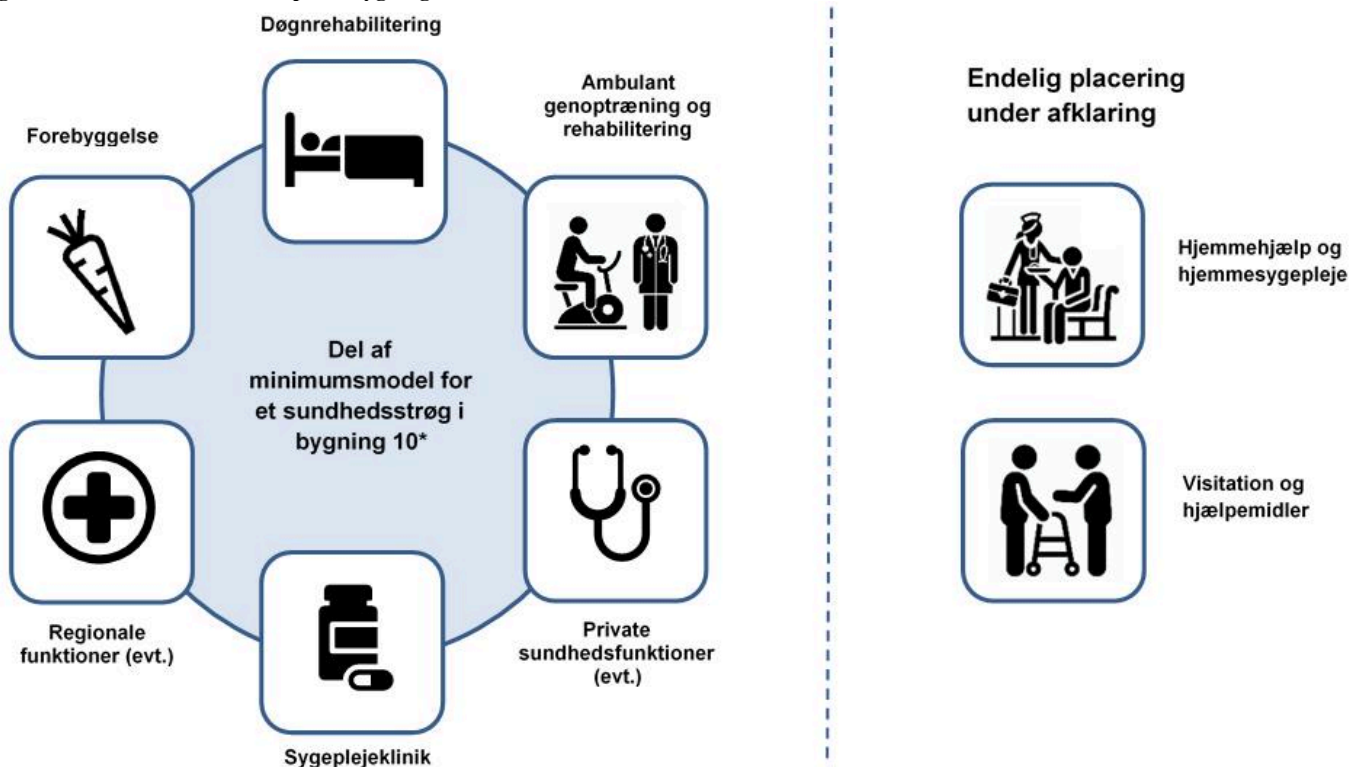 Døgnrehabilitering
Ambulant
genoptræning og
rehabilitering
Forebyggelse
Del af
minimumsmodel for
et sundhedsstrøg i
bygning 10*
Regionale
funktioner (evt.)
Private
sundhedsfunktioner
(evt.)
Sygeplejeklinik
Endelig placering
under afklaring
Hjemmehjælp og
hjemmesygepleje
Visitation og
hjælpemidler